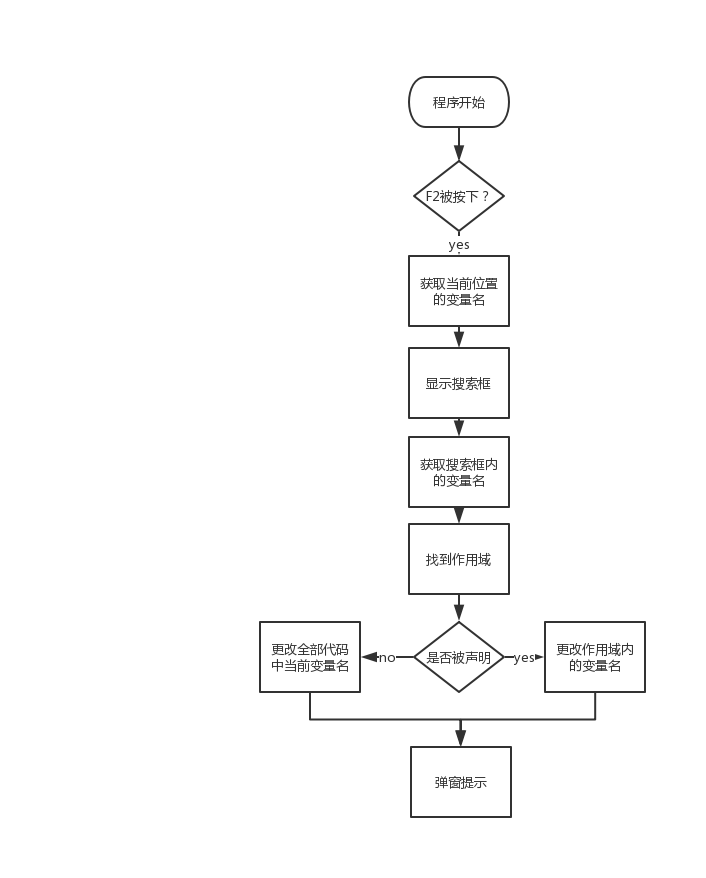 程序开始
F2被按下？
yes
获取当前位置
的变量名
显示搜索框
获取搜索框内
的变量名
找到作用域
更改全部代码
中当前变量名
no
是否被声明
yes
更改作用域内
的变量名
弹窗提示